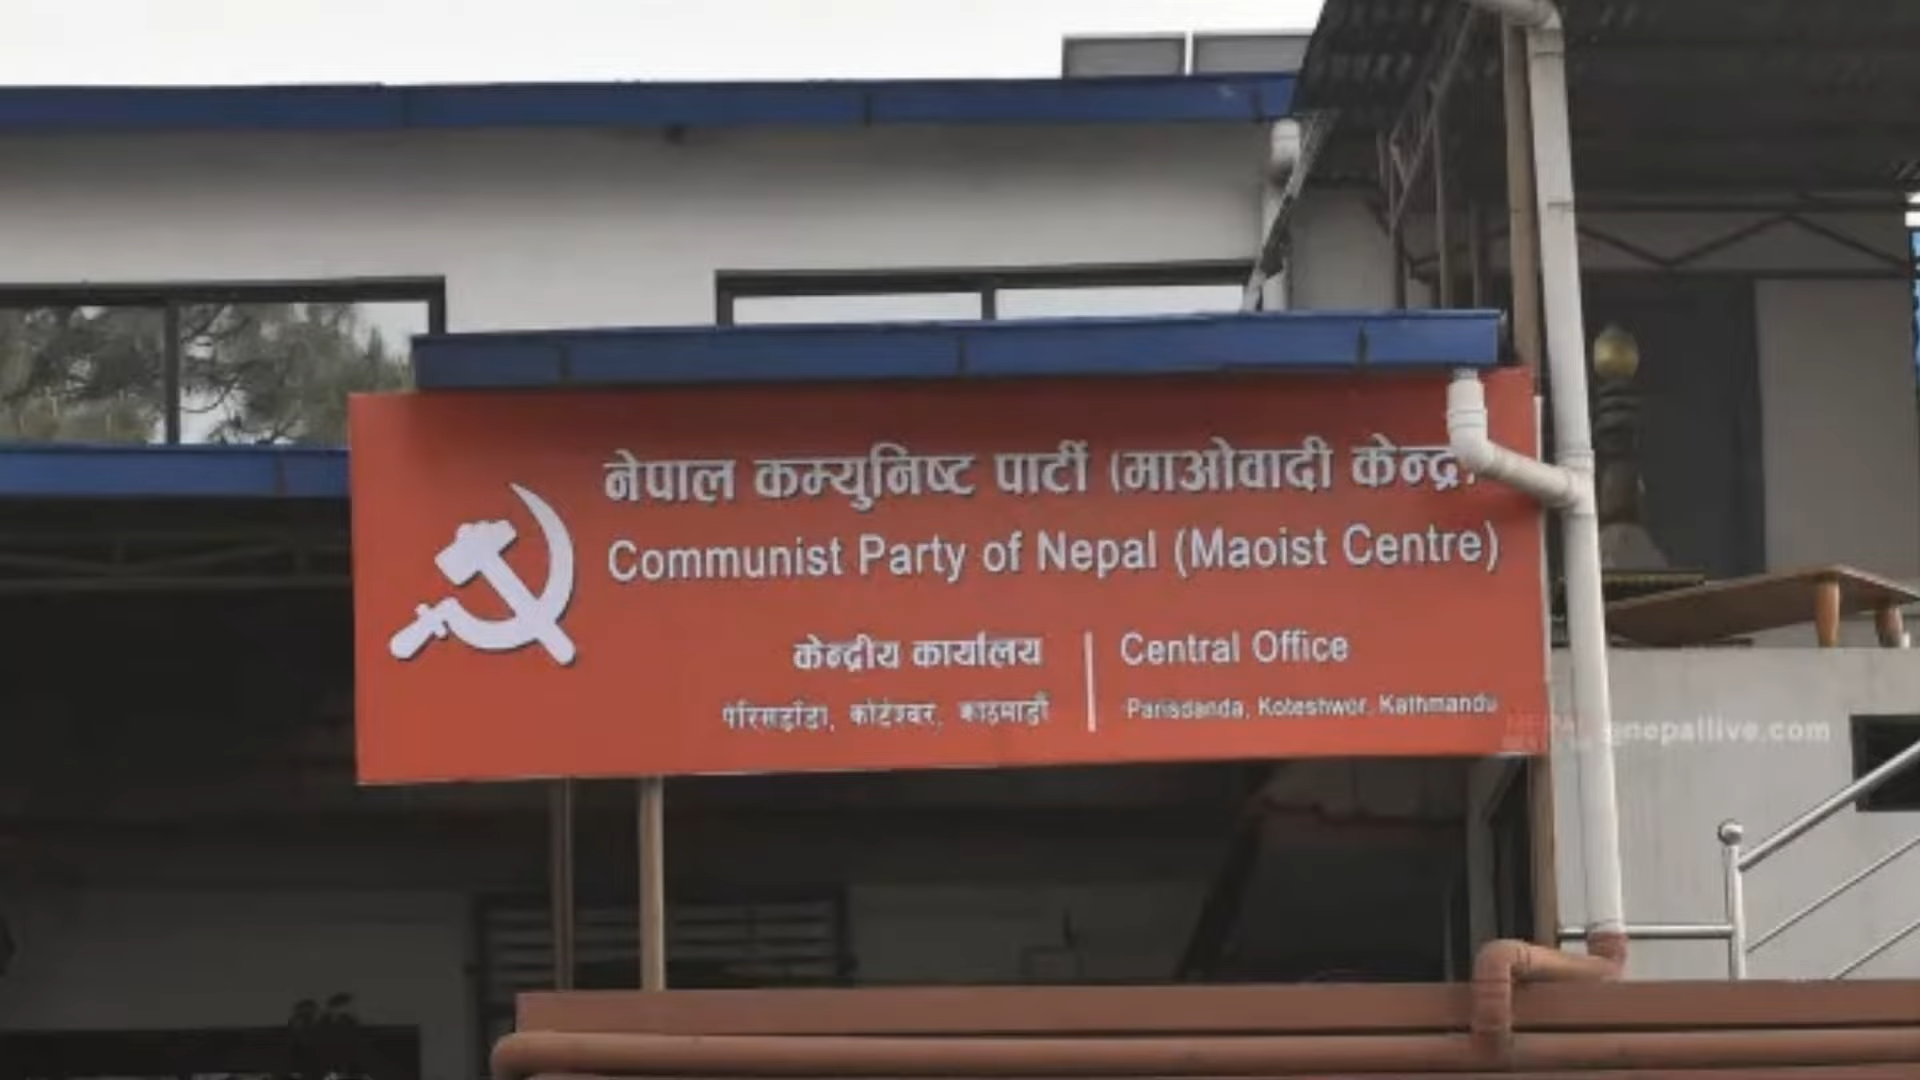 नेपाल कम्युनिष्ट पार्टी (माओवादी केन्द्र)
Communist Party of Nepal (Maoist Centre)
केन्द्रीय कार्यालय
पेरिसडाँडा, कोटेश्वर, काठमाडौँ
Central Office
Parisdanda, Koteshwor, Kathmandu
nepallive.com